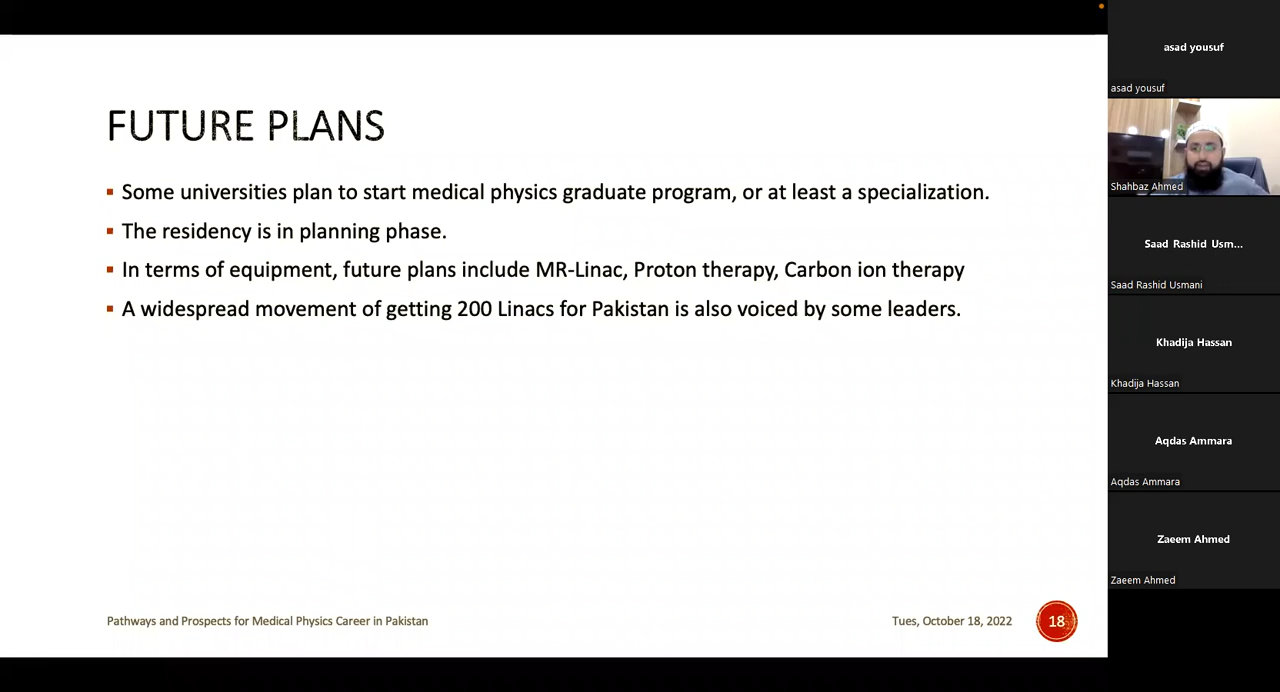 FUTURE PLANS
Some universities plan to start medical physics graduate program, or at least a specialization.
The residency is in planning phase.
In terms of equipment, future plans include MR-Linac, Proton therapy, Carbon ion therapy
A widespread movement of getting 200 Linacs for Pakistan is also voiced by some leaders.
Pathways and Prospects for Medical Physics Career in Pakistan
Tues, October 18, 2022
18
asad yousuf
asad yousuf
Shahbaz Ahmed
Saad Rashid Usm...
Saad Rashid Usmani
Khadija Hassan
Khadija Hassan
Aqdas Ammara
Aqdas Ammara
Zaeem Ahmed
Zaeem Ahmed